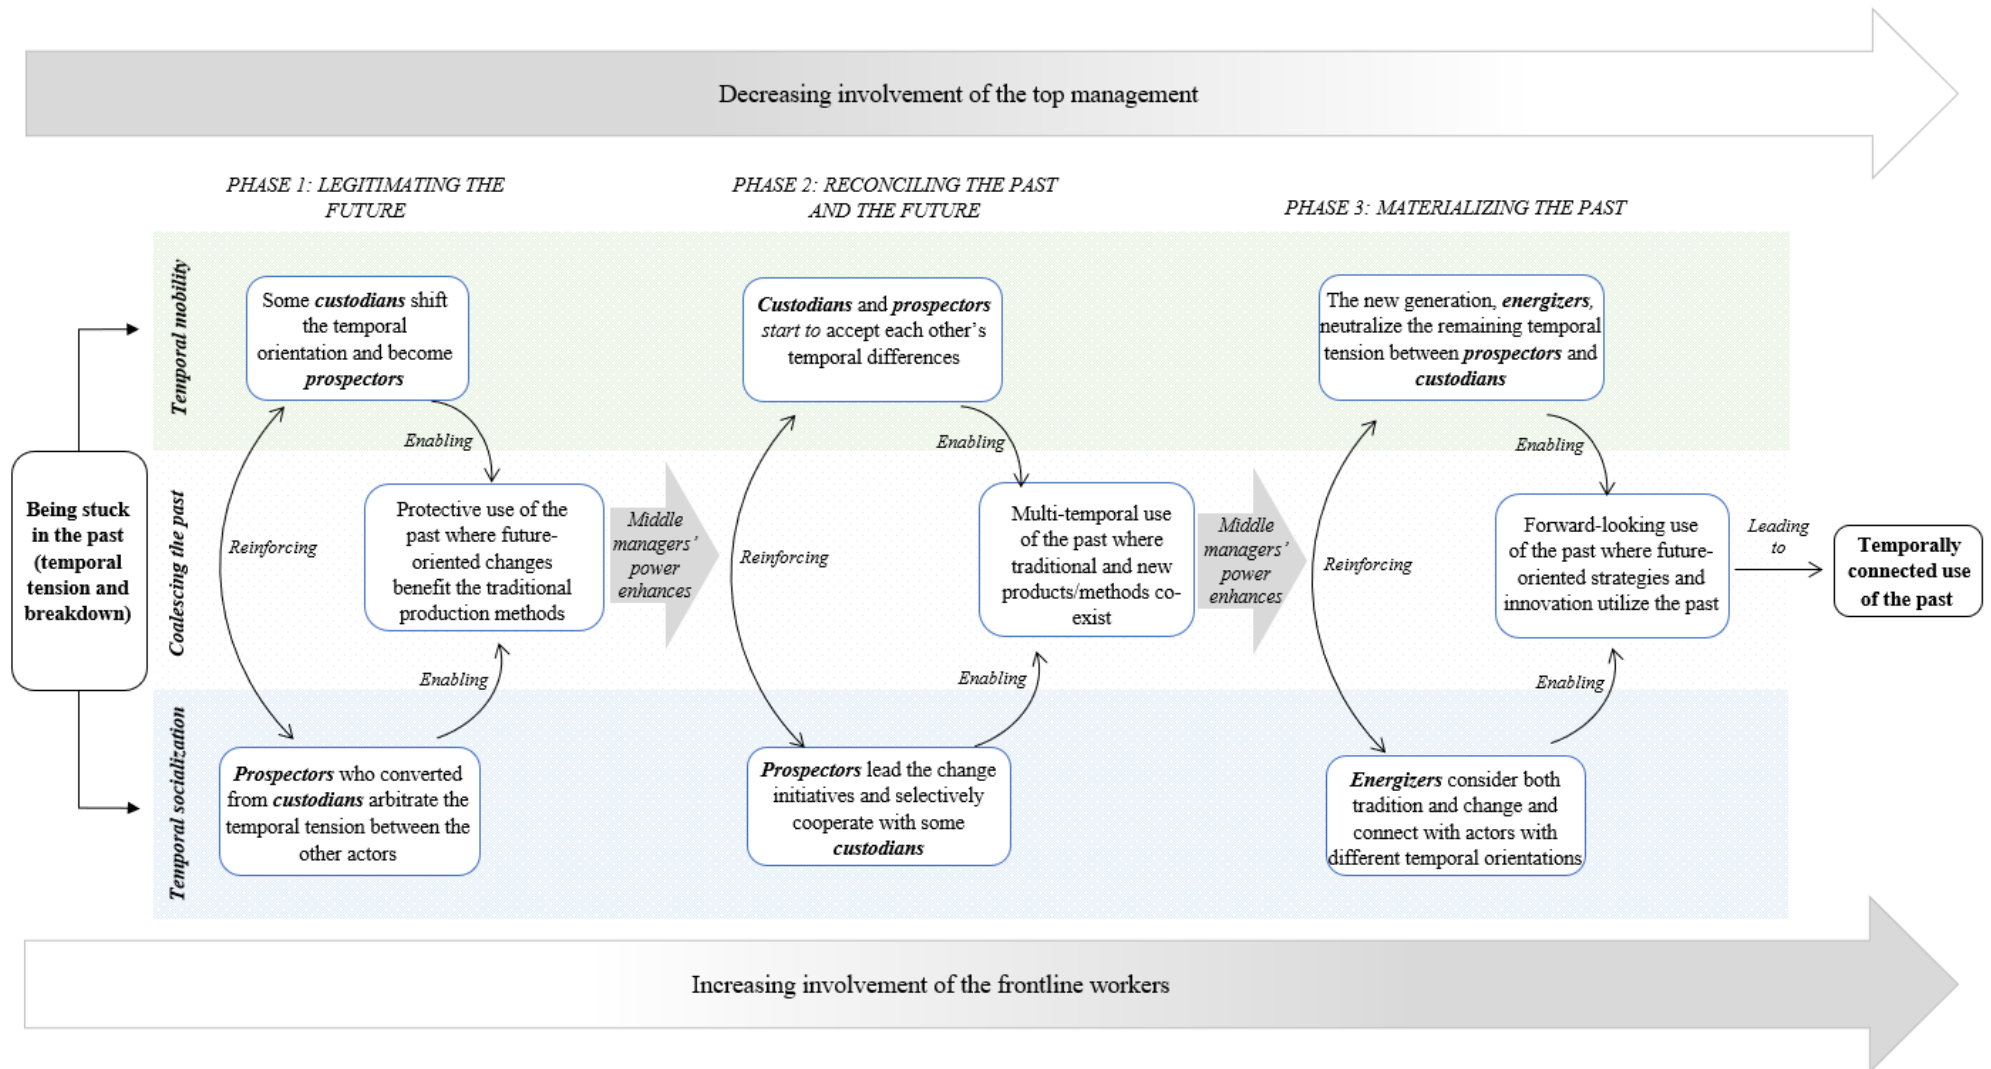 Decreasing involvement of the top management
PHASE 1: LEGITIMATING THE
FUTURE
PHASE 2: RECONCILING THE PAST
AND THE FUTURE
PHASE 3: MATERIALIZING THE PAST
Temporal mobility
Some custodians shift
the temporal
orientation and become
prospectors
Custodians and prospectors
start to accept each other’s
temporal differences
The new generation, energizers,
neutralize the remaining temporal
tension between prospectors and
custodians
Enabling
Enabling
Enabling
Being stuck
in the past
(temporal
tension and
breakdown)
Coalescing the past
Reinforcing
Protective use of the
past where future-
oriented changes
benefit the traditional
production methods
Middle
managers’
power
enhances
Reinforcing
Multi-temporal use
of the past where
traditional and new
products/methods co-
exist
Middle
managers’
power
enhances
Reinforcing
Forward-looking use
of the past where future-
oriented strategies and
innovation utilize the past
Leading
to
Temporally
connected use
of the past
Enabling
Enabling
Enabling
Temporal socialization
Prospectors who converted
from custodians arbitrate the
temporal tension between the
other actors
Prospectors lead the change
initiatives and selectively
cooperate with some
custodians
Energizers consider both
tradition and change and
connect with actors with
different temporal orientations
Increasing involvement of the frontline workers